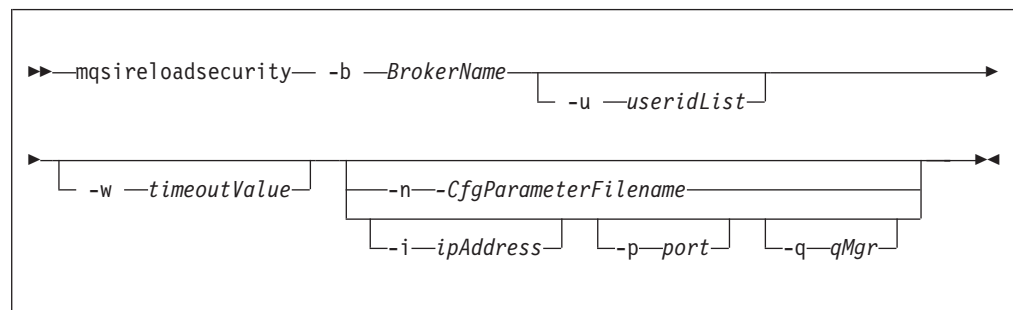 mqsireloadsecurity -b BrokerName
-u useridList
-w timeoutValue
-n -CfgParameterFilename
-i ipAddress -p port -q qMgr